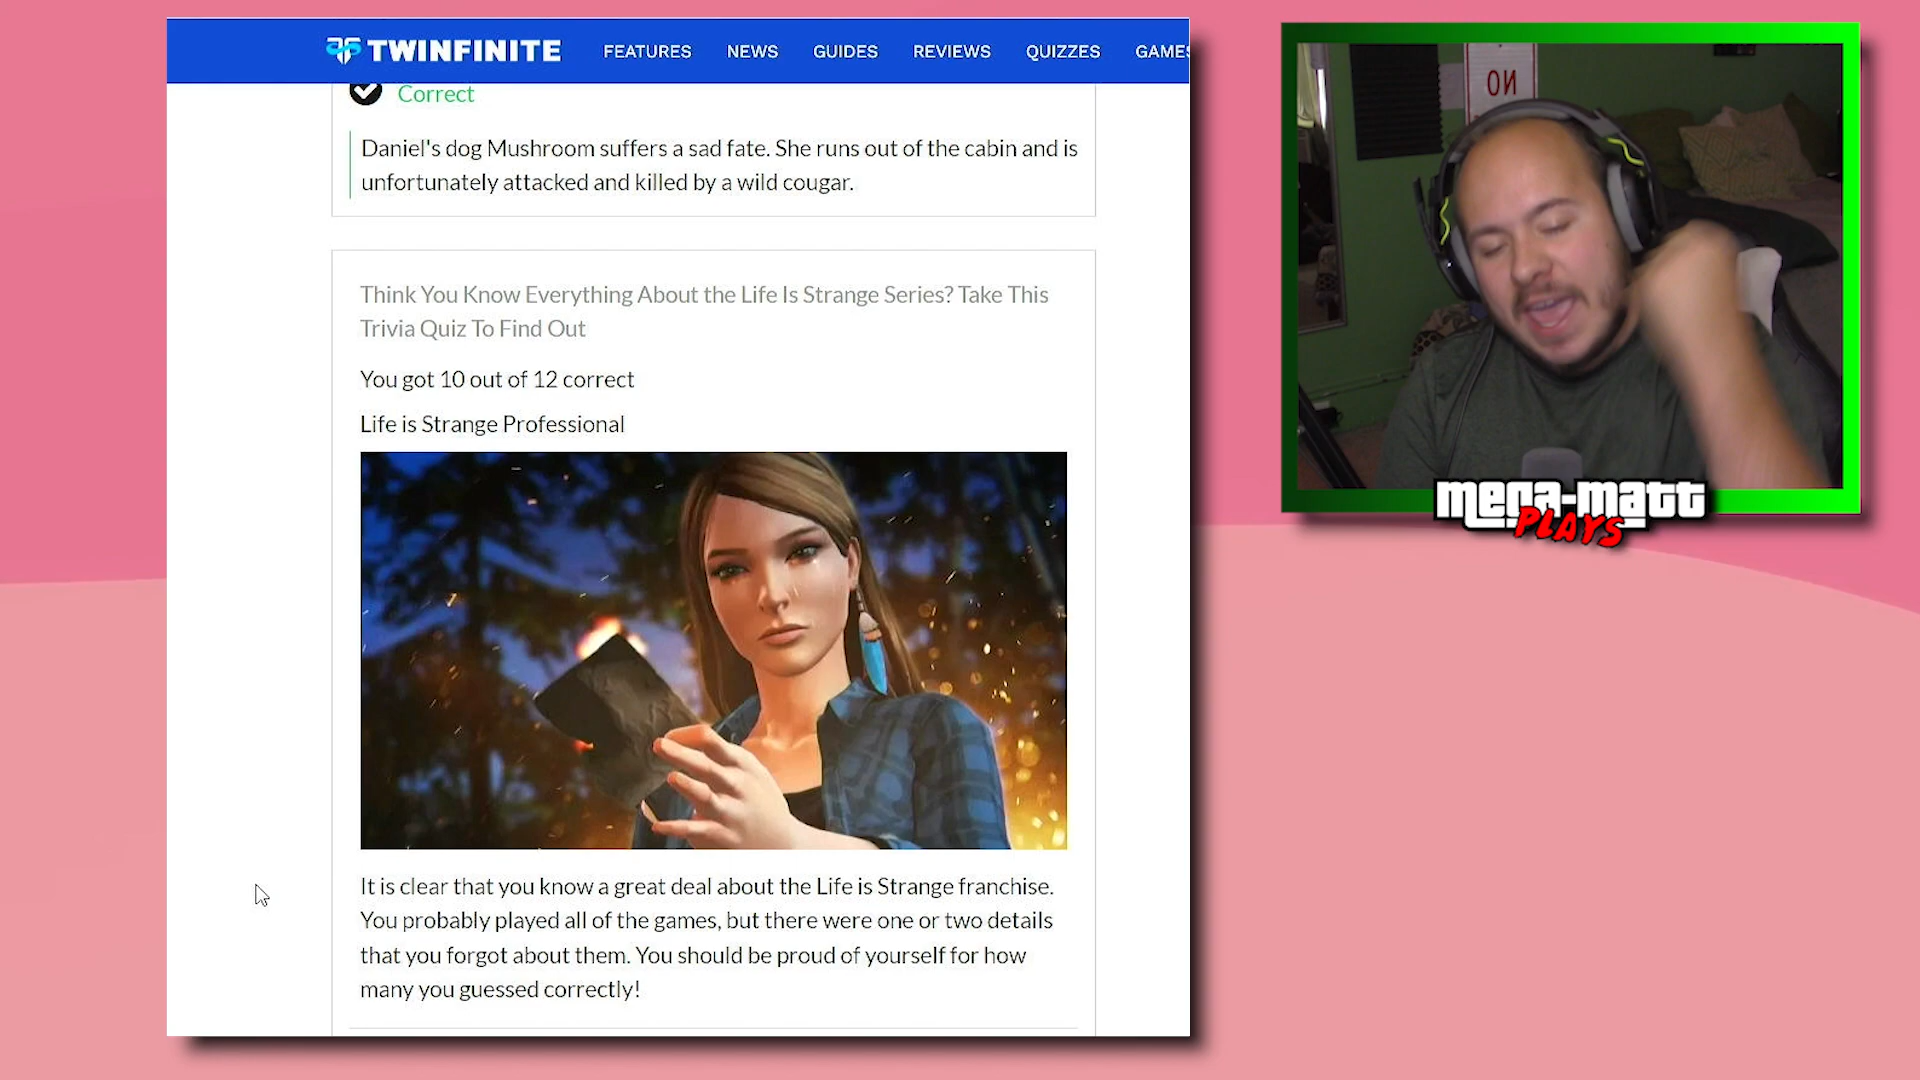 TWINFINITE FEATURES NEWS GUIDES REVIEWS QUIZZES GAMES
Correct
Daniel's dog Mushroom suffers a sad fate. She runs out of the cabin and is
unfortunately attacked and killed by a wild cougar.
Think You Know Everything About the Life Is Strange Series? Take This
Trivia Quiz To Find Out
You got 10 out of 12 correct
Life is Strange Professional
It is clear that you know a great deal about the Life is Strange franchise.
You probably played all of the games, but there were one or two details
that you forgot about them. You should be proud of yourself for how
many you guessed correctly!
NO
mega-matt
PLAYS